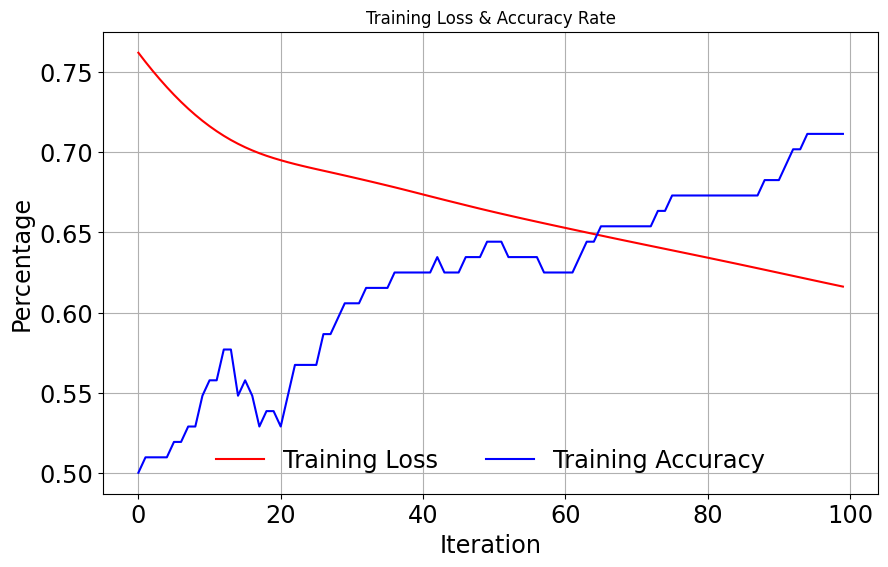 Training Loss & Accuracy Rate
Percentage
0.75
0.70
0.65
0.60
0.55
0.50
Training Loss Training Accuracy
0 20 40 60 80 100
Iteration